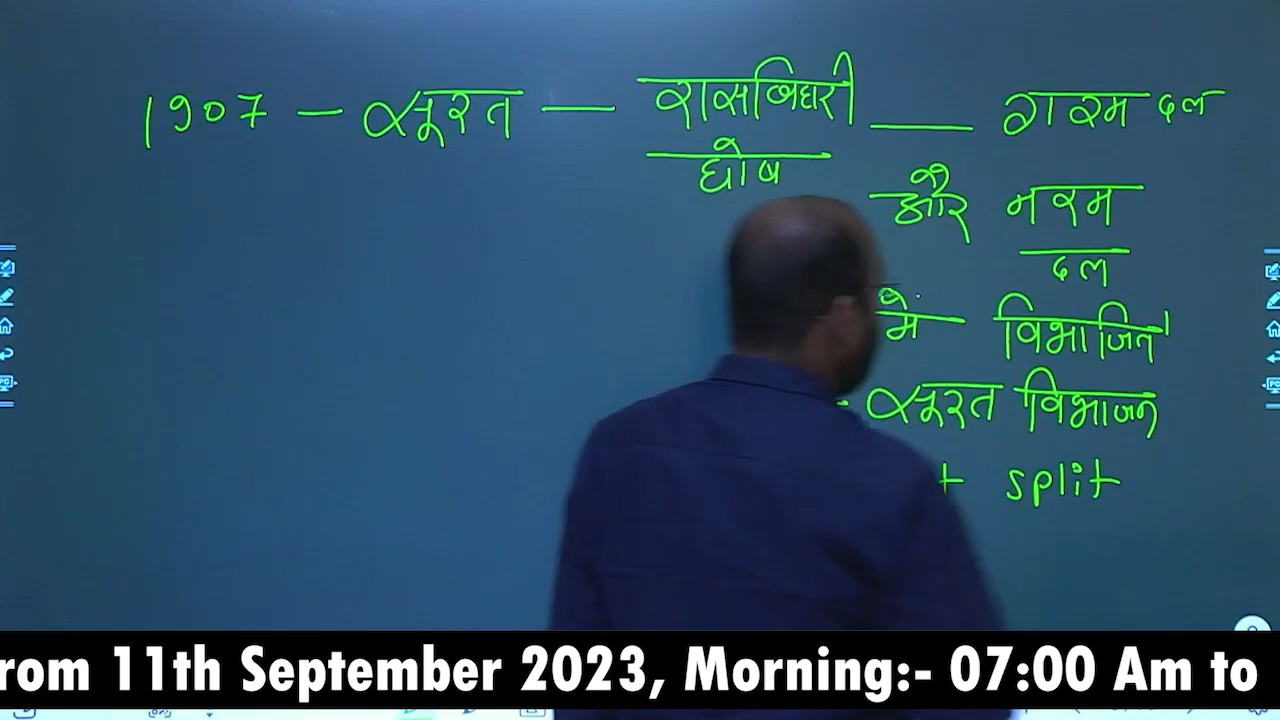 1907 - सूरत - रासबिहारी - गरम दल
घोष
और नरम
दल
में विभाजित।
- सूरत विभाजन
t split
rom 11th September 2023, Morning:- 07:00 Am to